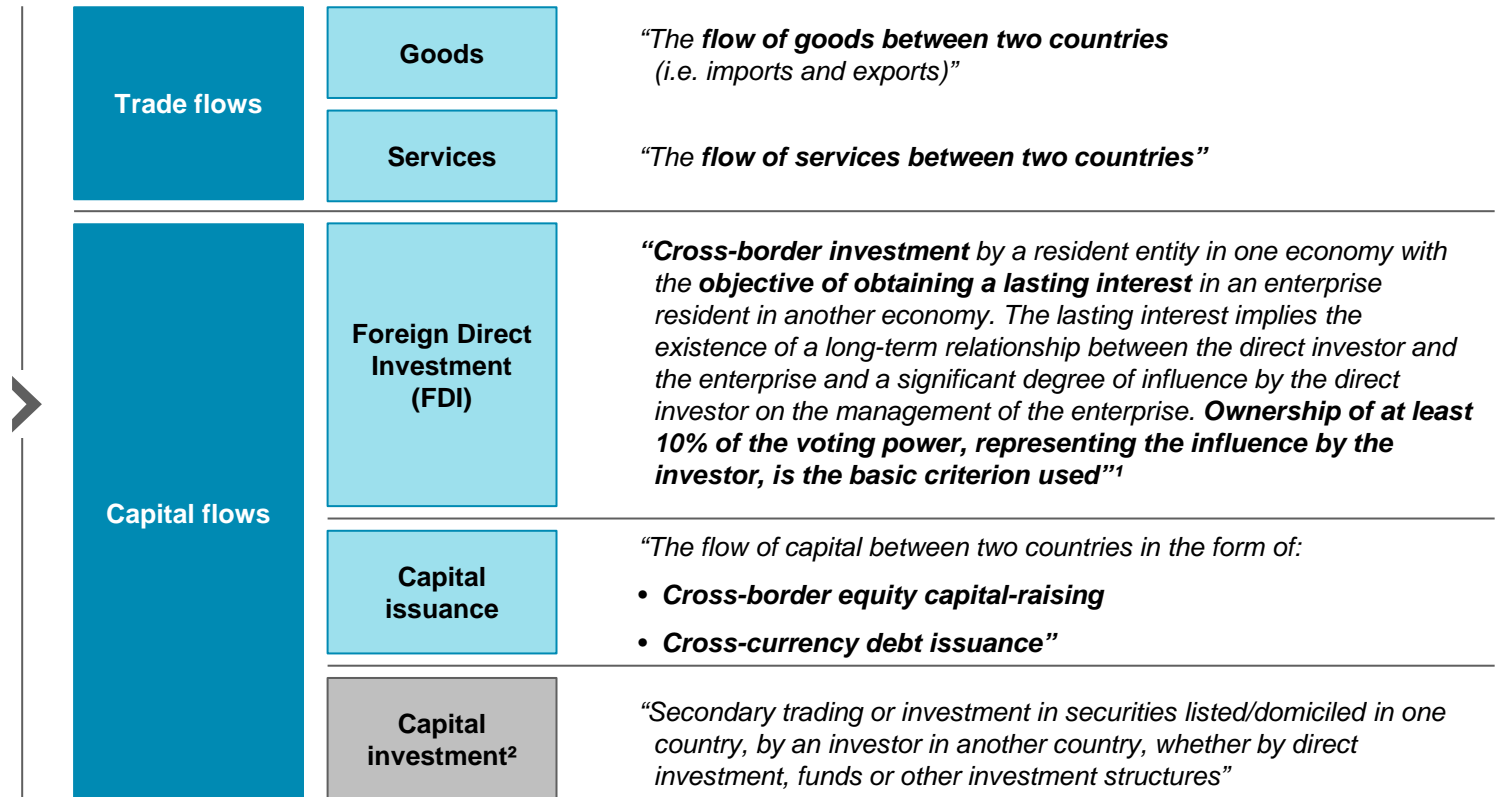 Trade flows
Goods
“The flow of goods between two countries
(i.e. imports and exports)”
Services
“The flow of services between two countries”
Capital flows
Foreign Direct
Investment
(FDI)
“Cross-border investment by a resident entity in one economy with
the objective of obtaining a lasting interest in an enterprise
resident in another economy. The lasting interest implies the
existence of a long-term relationship between the direct investor and
the enterprise and a significant degree of influence by the direct
investor on the management of the enterprise. Ownership of at least
10% of the voting power, representing the influence by the
investor, is the basic criterion used”¹
Capital
issuance
“The flow of capital between two countries in the form of:
• Cross-border equity capital-raising
• Cross-currency debt issuance”
Capital
investment²
“Secondary trading or investment in securities listed/domiciled in one
country, by an investor in another country, whether by direct
investment, funds or other investment structures”